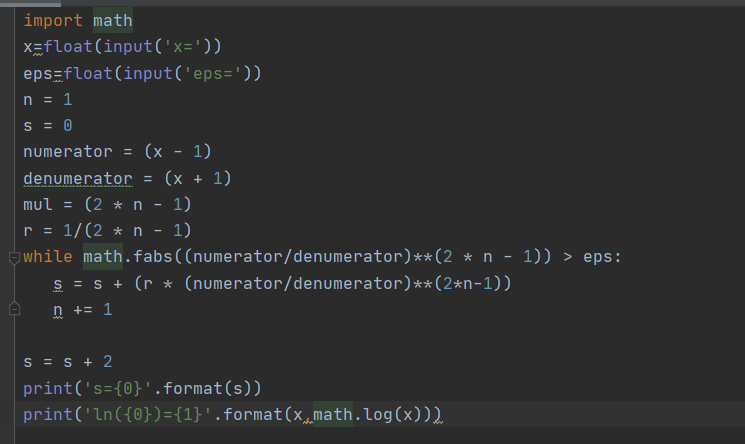 import math
x=float(input('x='))
eps=float(input('eps='))
n = 1
s = 0
numerator = (x - 1)
denumerator = (x + 1)
mul = (2 * n - 1)
r = 1/(2 * n - 1)
while math.fabs((numerator/denumerator)**(2 * n - 1)) > eps:
    s = s + (r * (numerator/denumerator)**(2*n-1))
    n += 1

s = s + 2
print('s={0}'.format(s))
print('ln({0})={1}'.format(x,math.log(x)))